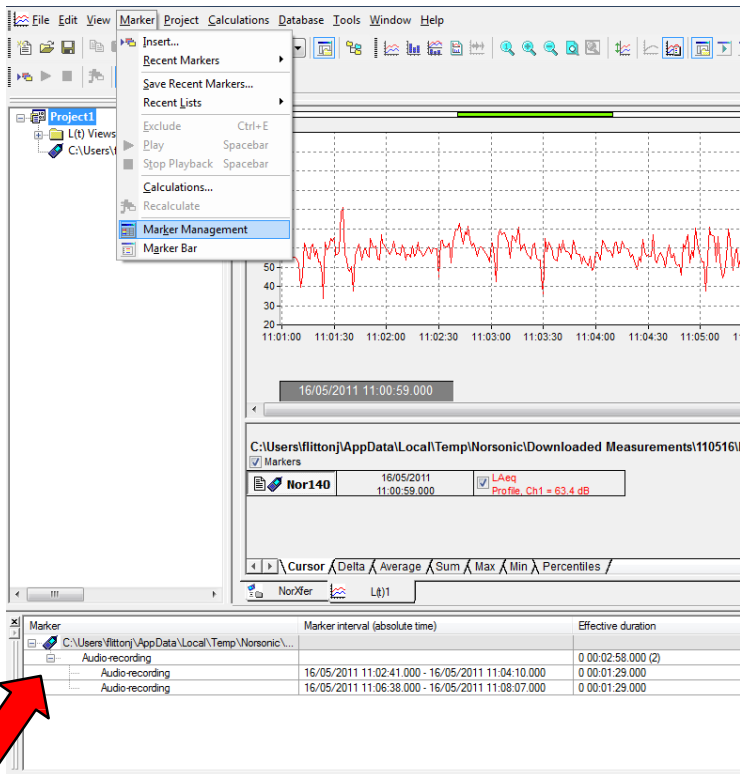 File Edit View Marker Project Calculations Database Tools Window Help
Insert...
Recent Markers
Save Recent Markers...
Recent Lists
Exclude Ctrl+E
Play Spacebar
Stop Playback Spacebar
Calculations...
Recalculate
Marker Management
Marker Bar
Project1
L(t) Views
C:\Users\f
50
40
30
20
11:01:00 11:01:30 11:02:00 11:02:30 11:03:00 11:03:30 11:04:00 11:04:30 11:05:00 1
16/05/2011 11:00:59.000
C:\Users\flittonj\AppData\Local\Temp\Norsonic\Downloaded Measurements\110516\
Markers
Nor140
16/05/2011
11:00:59.000
LAeq
Profile, Ch1 = 63.4 dB
Cursor Delta Average Sum Max Min Percentiles
NorXfer L(t)1
Marker Marker interval (absolute time) Effective duration
C:\Users\flittonj\AppData\Local\Temp\Norsonic\...
Audio-recording 0 00:02:58.000 (2)
Audio-recording 16/05/2011 11:02:41.000 - 16/05/2011 11:04:10.000 0 00:01:29.000
Audio-recording 16/05/2011 11:06:38.000 - 16/05/2011 11:08:07.000 0 00:01:29.000